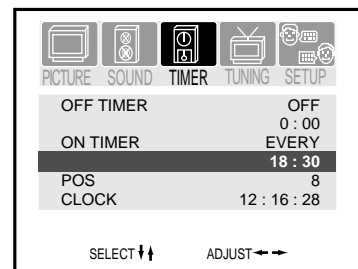 PICTURE SOUND TIMER TUNING SETUP
OFF TIMER OFF
0 : 00
ON TIMER EVERY
18 : 30
POS 8
CLOCK 12 : 16 : 28
SELECT ADJUST